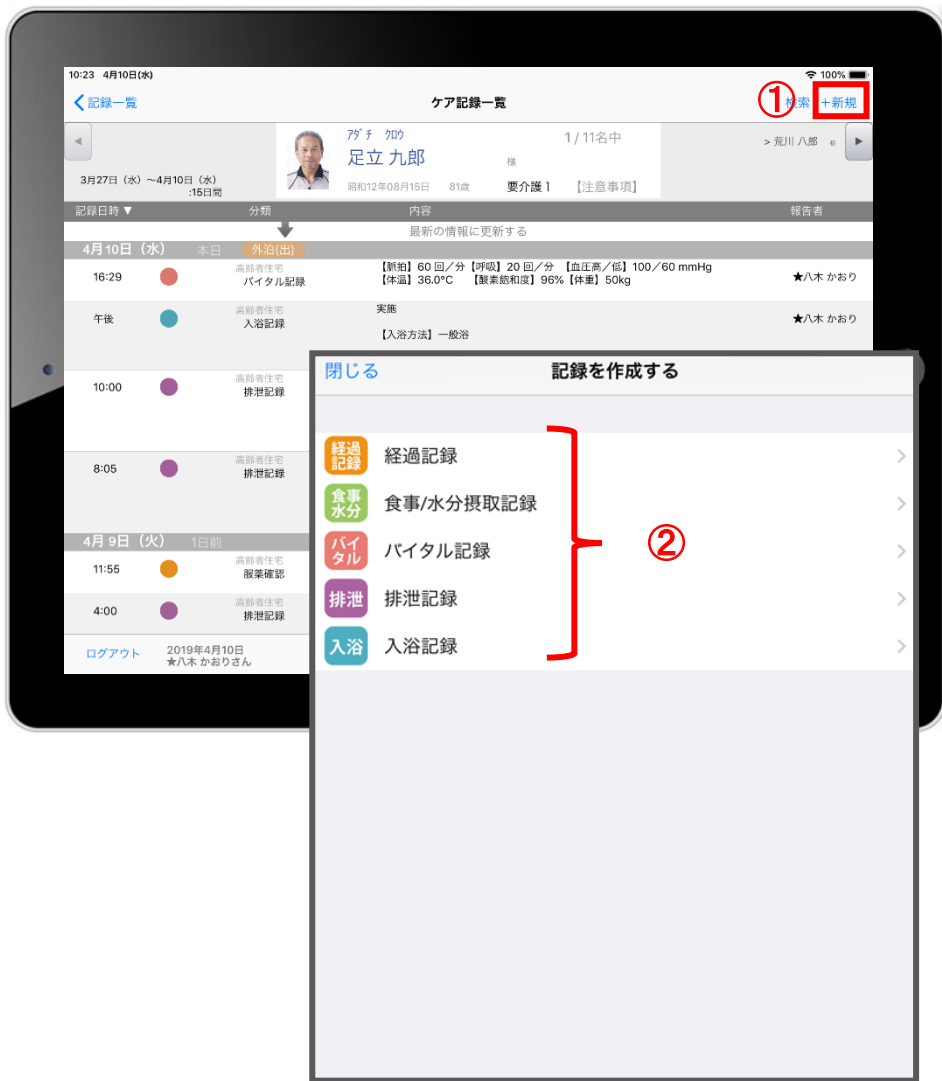 10:23 4月10日(水)
100%
記録一覧
ケア記録一覧
①
検索 +新規
ｱﾀﾞﾁ ｸﾛｳ
1 / 11名中
足立 九郎 様
> 荒川 八郎
3月27日（水）～4月10日（水）
:15日間
昭和12年08月15日 81歳 要介護 1 【注意事項】
記録日時 ▼ 分類 内容 報告者
最新の情報に更新する
4月10日（水） 本日 外泊(出)
16:29
高齢者住宅
バイタル記録
【脈拍】60 回／分 【呼吸】20 回／分 【血圧高／低】100／60 mmHg
【体温】36.0℃ 【酸素飽和度】96% 【体重】50kg
★八木 かおり
午後
高齢者住宅
入浴記録
実施
【入浴方法】一般浴
★八木 かおり
10:00
高齢者住宅
排泄記録
8:05
高齢者住宅
排泄記録
4月 9日（火） 1日前
11:55
高齢者住宅
服薬確認
4:00
高齢者住宅
排泄記録
ログアウト
2019年4月10日
★八木 かおりさん
閉じる 記録を作成する
経過
記録
経過記録
食事
水分
食事/水分摂取記録
バイ
タル
バイタル記録
②
排泄 排泄記録
入浴 入浴記録